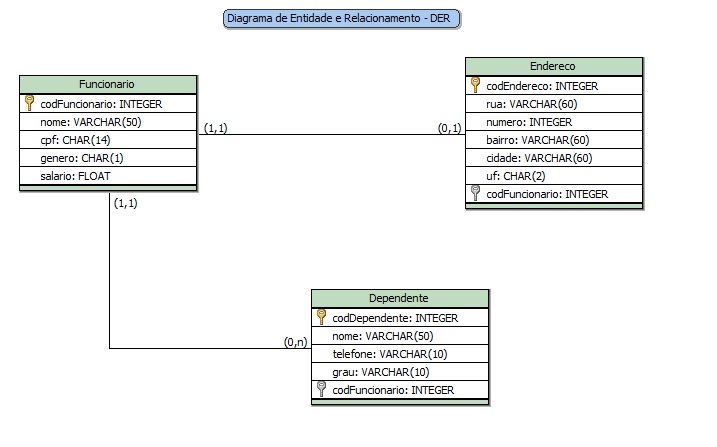 Diagrama de Entidade e Relacionamento - DER
Funcionario
codFuncionario: INTEGER
nome: VARCHAR(50)
cpf: CHAR(14)
genero: CHAR(1)
salario: FLOAT
(1,1)
(0,1)
Endereco
codEndereco: INTEGER
rua: VARCHAR(60)
numero: INTEGER
bairro: VARCHAR(60)
cidade: VARCHAR(60)
uf: CHAR(2)
codFuncionario: INTEGER
(1,1)
(0,n)
Dependente
codDependente: INTEGER
nome: VARCHAR(50)
telefone: VARCHAR(10)
grau: VARCHAR(10)
codFuncionario: INTEGER